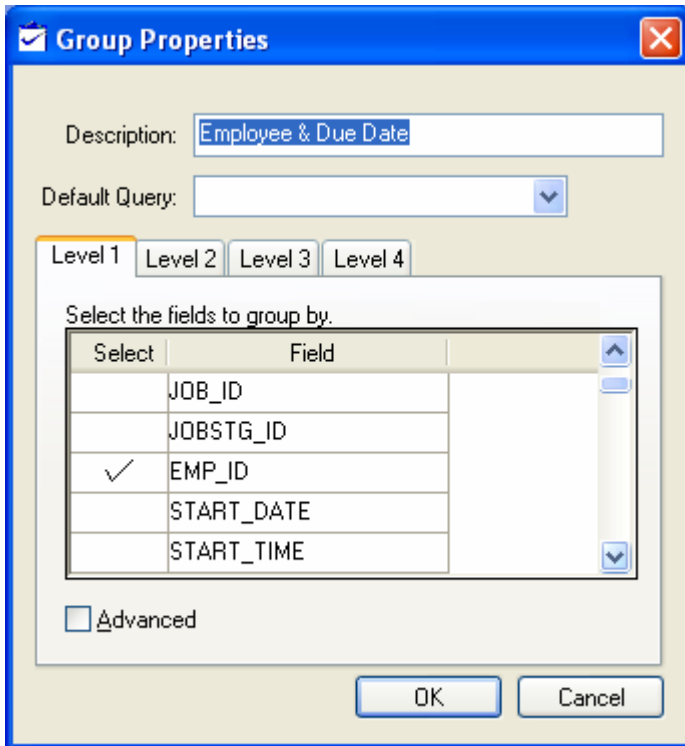 Group Properties
Description: Employee & Due Date
Default Query:
Level 1 Level 2 Level 3 Level 4
Select the fields to group by.
Select Field
JOB_ID
JOBSTG_ID
EMP_ID
START_DATE
START_TIME
Advanced
OK Cancel